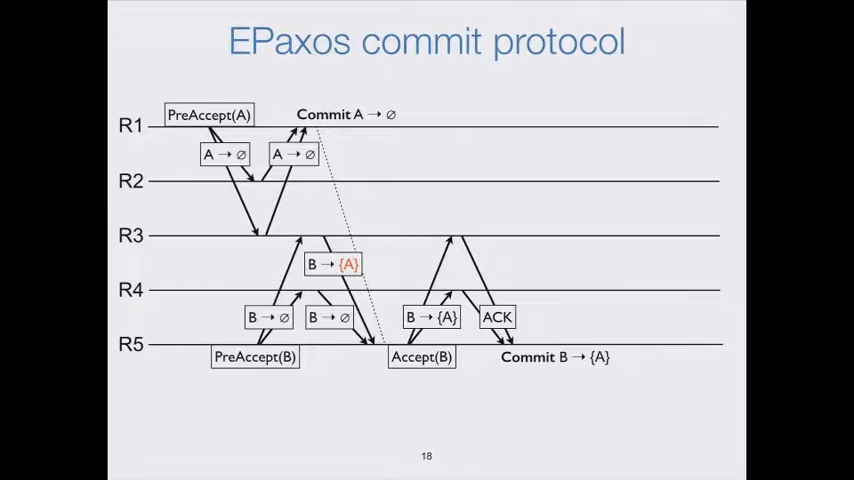 EPaxos commit protocol
PreAccept(A)
Commit A → ∅
R1
A → ∅
A → ∅
R2
R3
B → {A}
R4
B → ∅
B → ∅
B → {A}
ACK
R5
PreAccept(B)
Accept(B)
Commit B → {A}
18